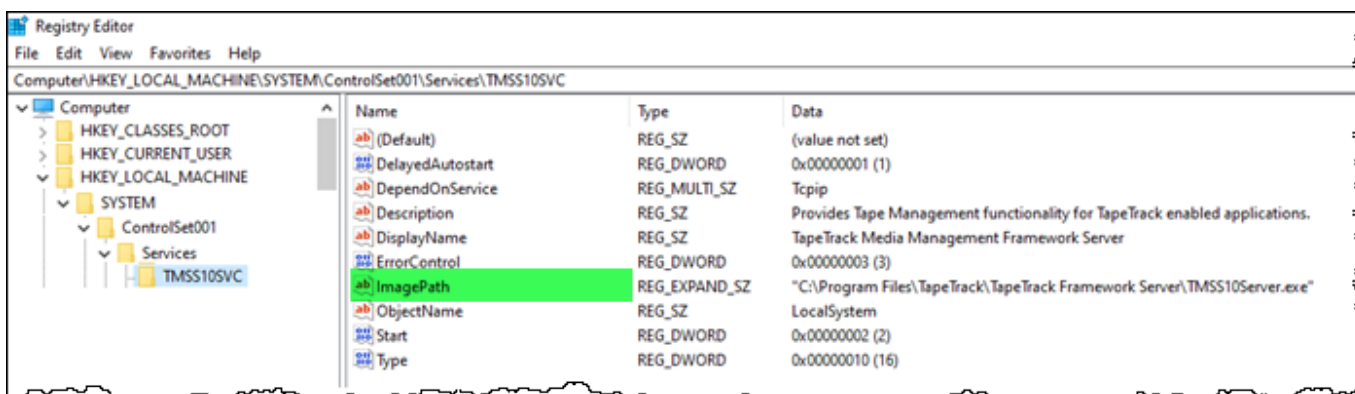 Registry Editor
File Edit View Favorites Help
Computer\HKEY_LOCAL_MACHINE\SYSTEM\ControlSet001\Services\TMSS10SVC
Computer
HKEY_CLASSES_ROOT
HKEY_CURRENT_USER
HKEY_LOCAL_MACHINE
SYSTEM
ControlSet001
Services
TMSS10SVC
Name Type Data
(Default) REG_SZ (value not set)
DelayedAutostart REG_DWORD 0x00000001 (1)
DependOnService REG_MULTI_SZ Tcpip
Description REG_SZ Provides Tape Management functionality for TapeTrack enabled applications.
DisplayName REG_SZ TapeTrack Media Management Framework Server
ErrorControl REG_DWORD 0x00000003 (3)
ImagePath REG_EXPAND_SZ "C:\Program Files\TapeTrack\TapeTrack Framework Server\TMSS10Server.exe"
ObjectName REG_SZ LocalSystem
Start REG_DWORD 0x00000002 (2)
Type REG_DWORD 0x00000010 (16)